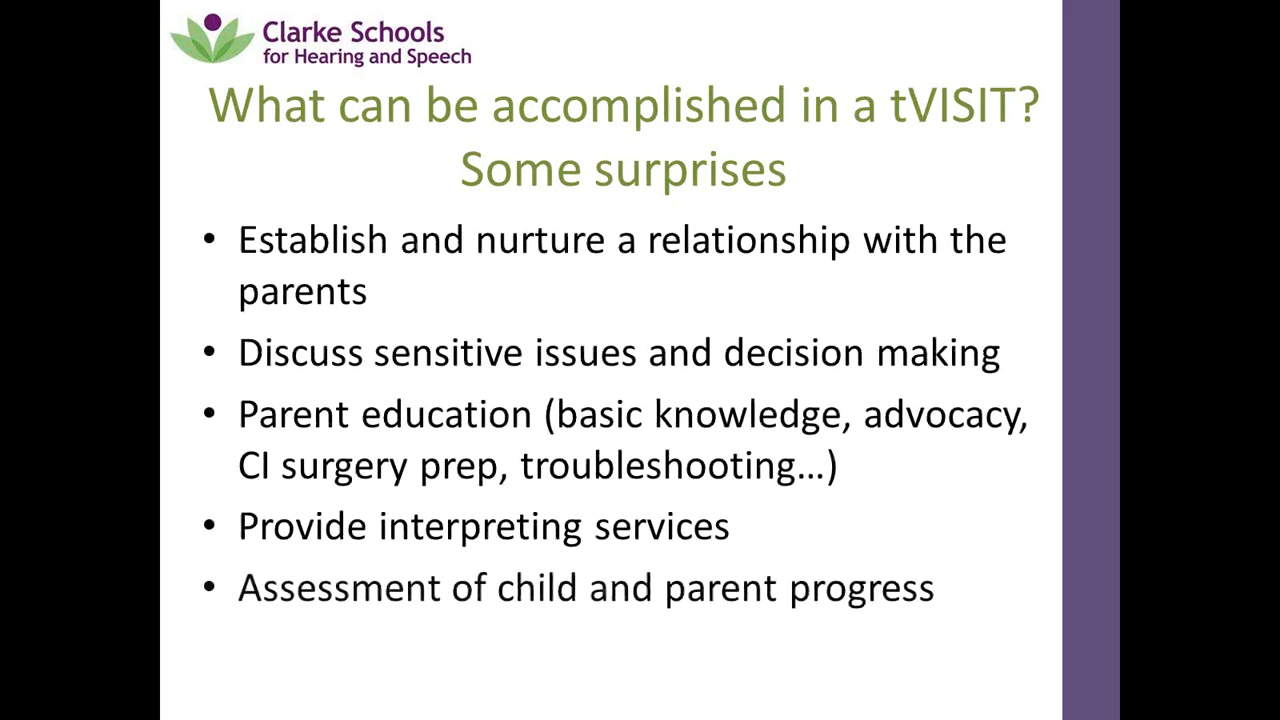 Clarke Schools
for Hearing and Speech
What can be accomplished in a tVISIT?
Some surprises
• Establish and nurture a relationship with the
parents
• Discuss sensitive issues and decision making
• Parent education (basic knowledge, advocacy,
CI surgery prep, troubleshooting…)
• Provide interpreting services
• Assessment of child and parent progress